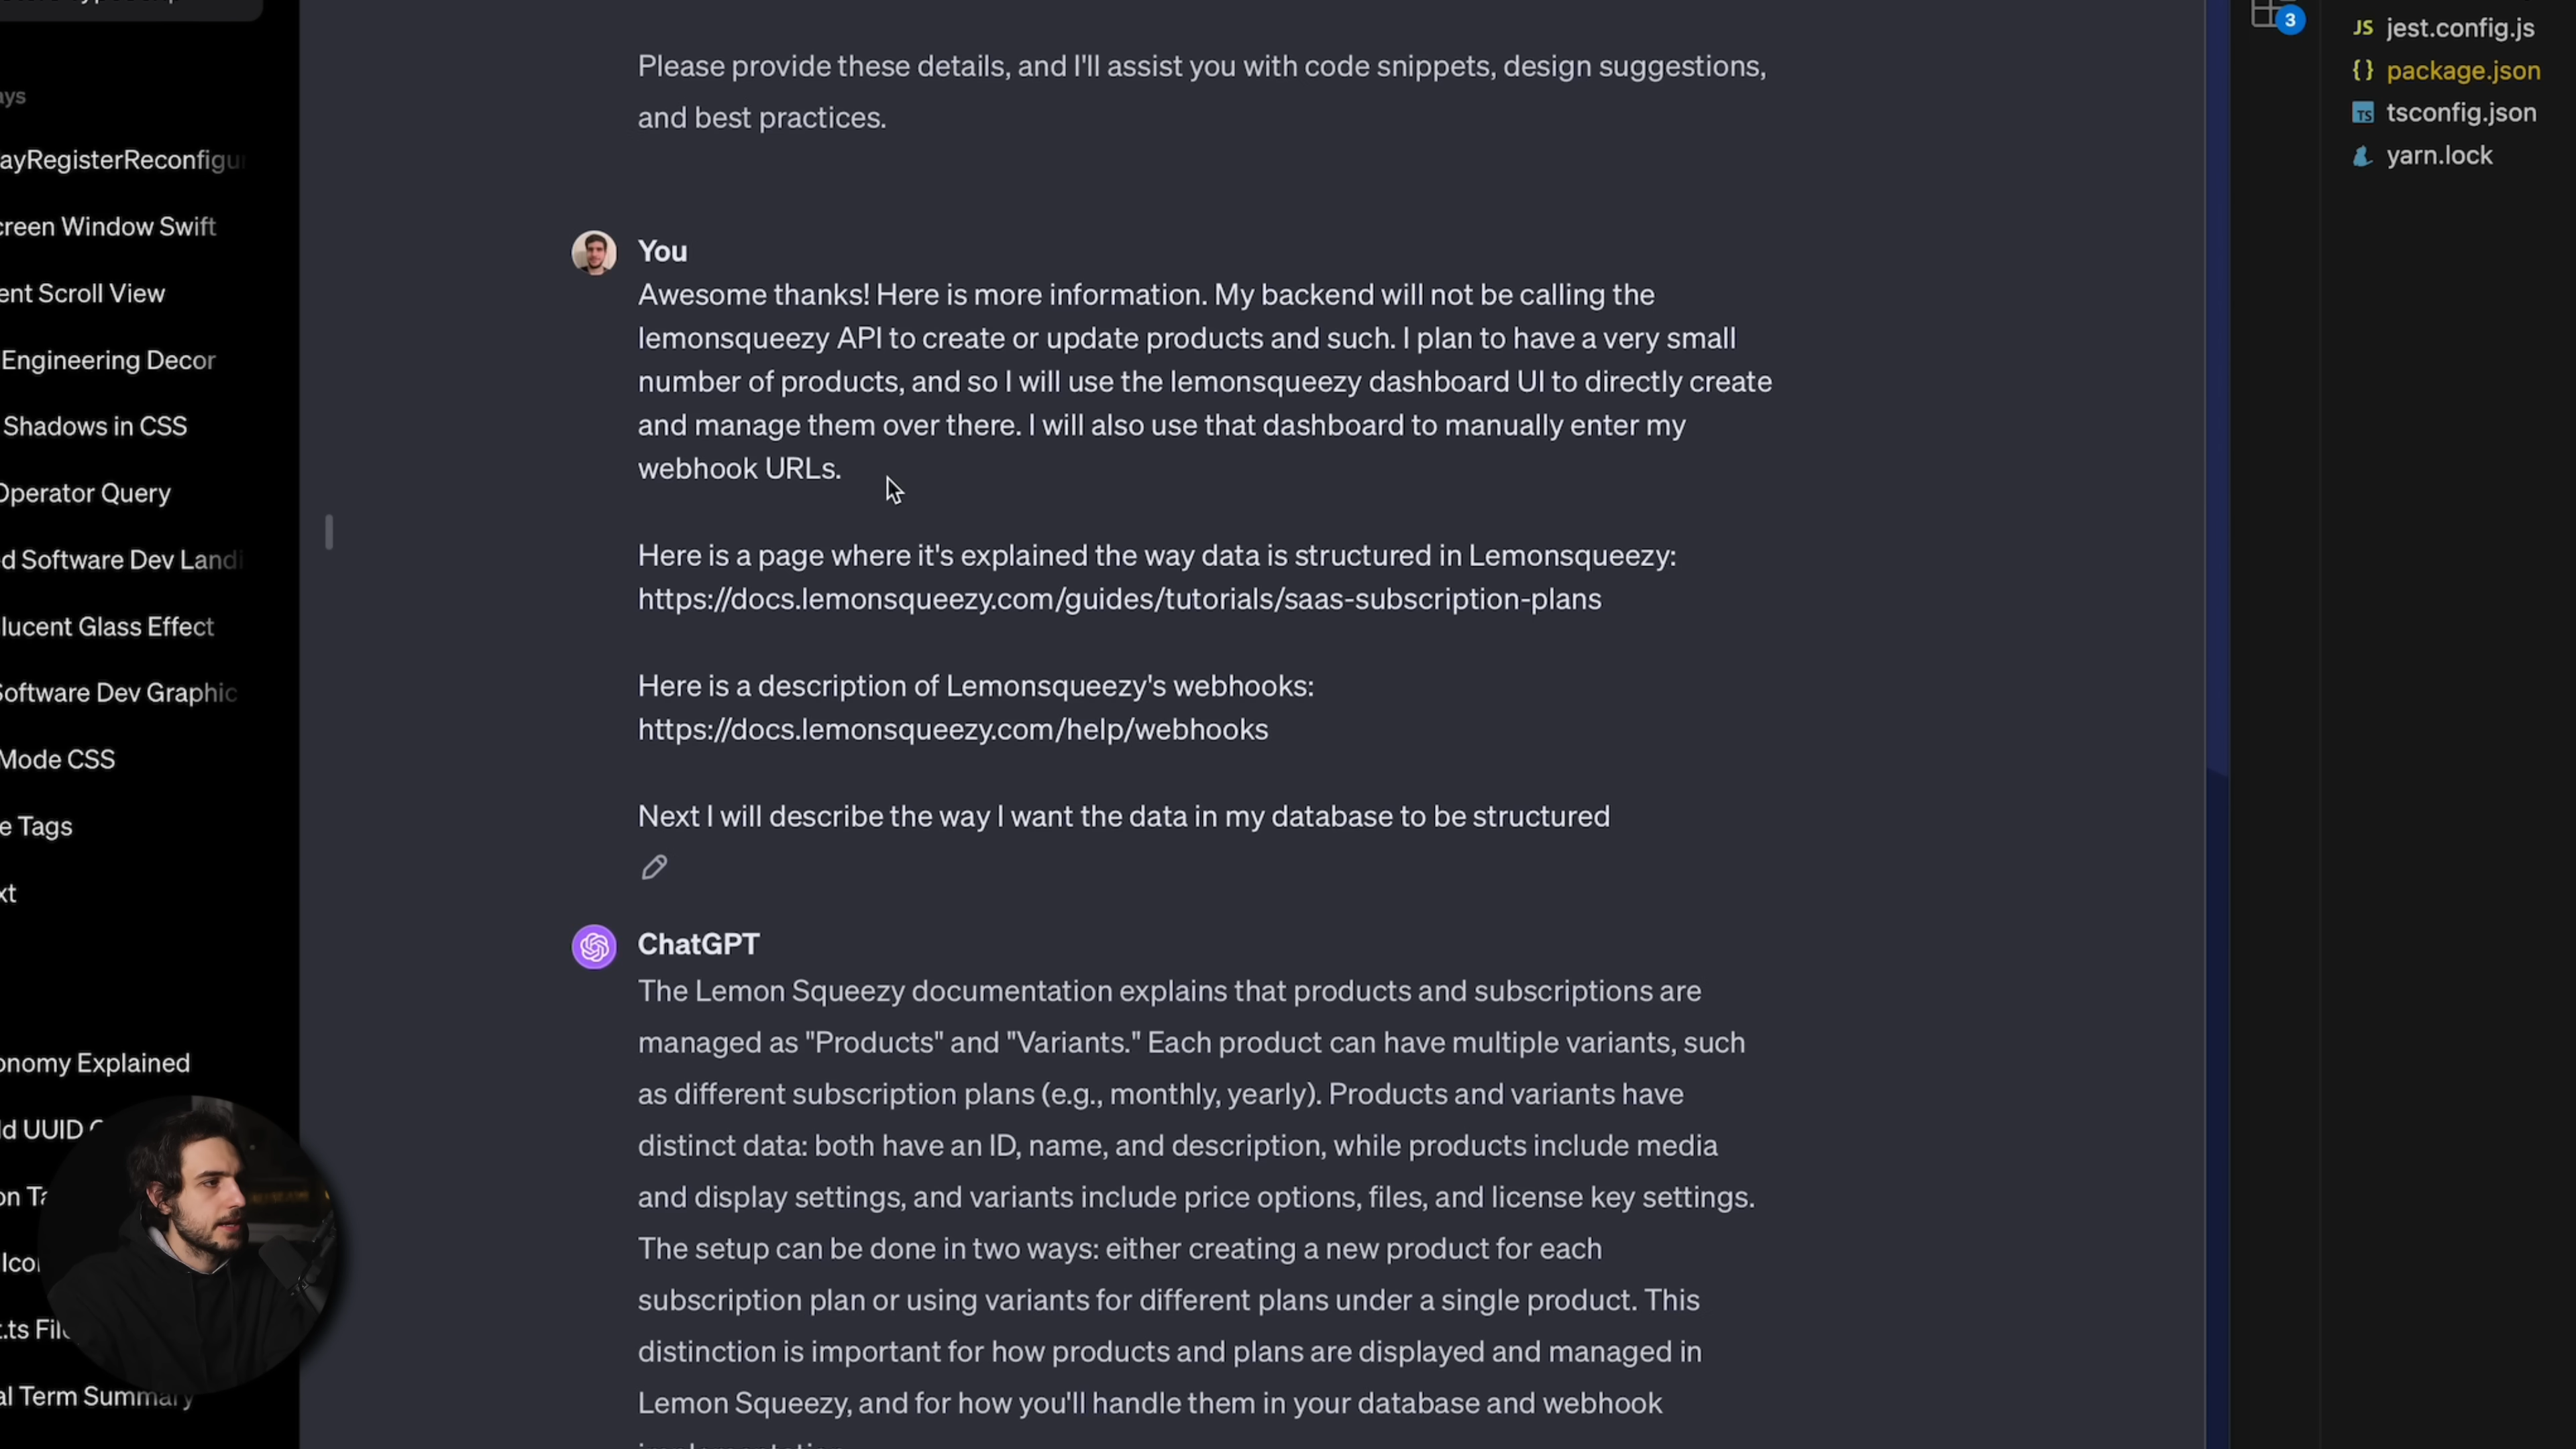 ays
ayRegisterReconfigu
creen Window Swift
ent Scroll View
Engineering Decor
Shadows in CSS
Operator Query
d Software Dev Landi
lucent Glass Effect
Software Dev Graphic
Mode CSS
e Tags
xt
onomy Explained
ld UUID
on Ta
Ico
.ts Fil
al Term Summary
Please provide these details, and I'll assist you with code snippets, design suggestions,
and best practices.
You
Awesome thanks! Here is more information. My backend will not be calling the
lemonsqueezy API to create or update products and such. I plan to have a very small
number of products, and so I will use the lemonsqueezy dashboard UI to directly create
and manage them over there. I will also use that dashboard to manually enter my
webhook URLs.
Here is a page where it's explained the way data is structured in Lemonsqueezy:
https://docs.lemonsqueezy.com/guides/tutorials/saas-subscription-plans
Here is a description of Lemonsqueezy's webhooks:
https://docs.lemonsqueezy.com/help/webhooks
Next I will describe the way I want the data in my database to be structured
ChatGPT
The Lemon Squeezy documentation explains that products and subscriptions are
managed as "Products" and "Variants." Each product can have multiple variants, such
as different subscription plans (e.g., monthly, yearly). Products and variants have
distinct data: both have an ID, name, and description, while products include media
and display settings, and variants include price options, files, and license key settings.
The setup can be done in two ways: either creating a new product for each
subscription plan or using variants for different plans under a single product. This
distinction is important for how products and plans are displayed and managed in
Lemon Squeezy, and for how you'll handle them in your database and webhook
3
JS jest.config.js
{ } package.json
TS tsconfig.json
yarn.lock